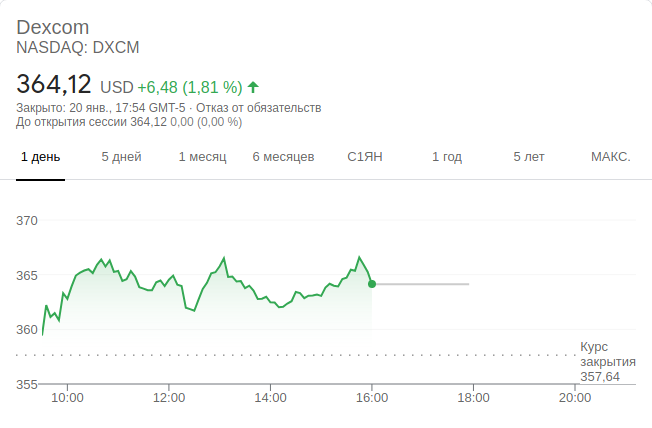 Dexcom
NASDAQ: DXCM
364,12 USD +6,48 (1,81 %)
Закрыто: 20 янв., 17:54 GMT-5 · Отказ от обязательств
До открытия сессии 364,12 0,00 (0,00 %)
1 день 5 дней 1 месяц 6 месяцев С1ЯН 1 год 5 лет МАКС.
370
365
360
Курс
закрытия
357,64
355
10:00 12:00 14:00 16:00 18:00 20:00